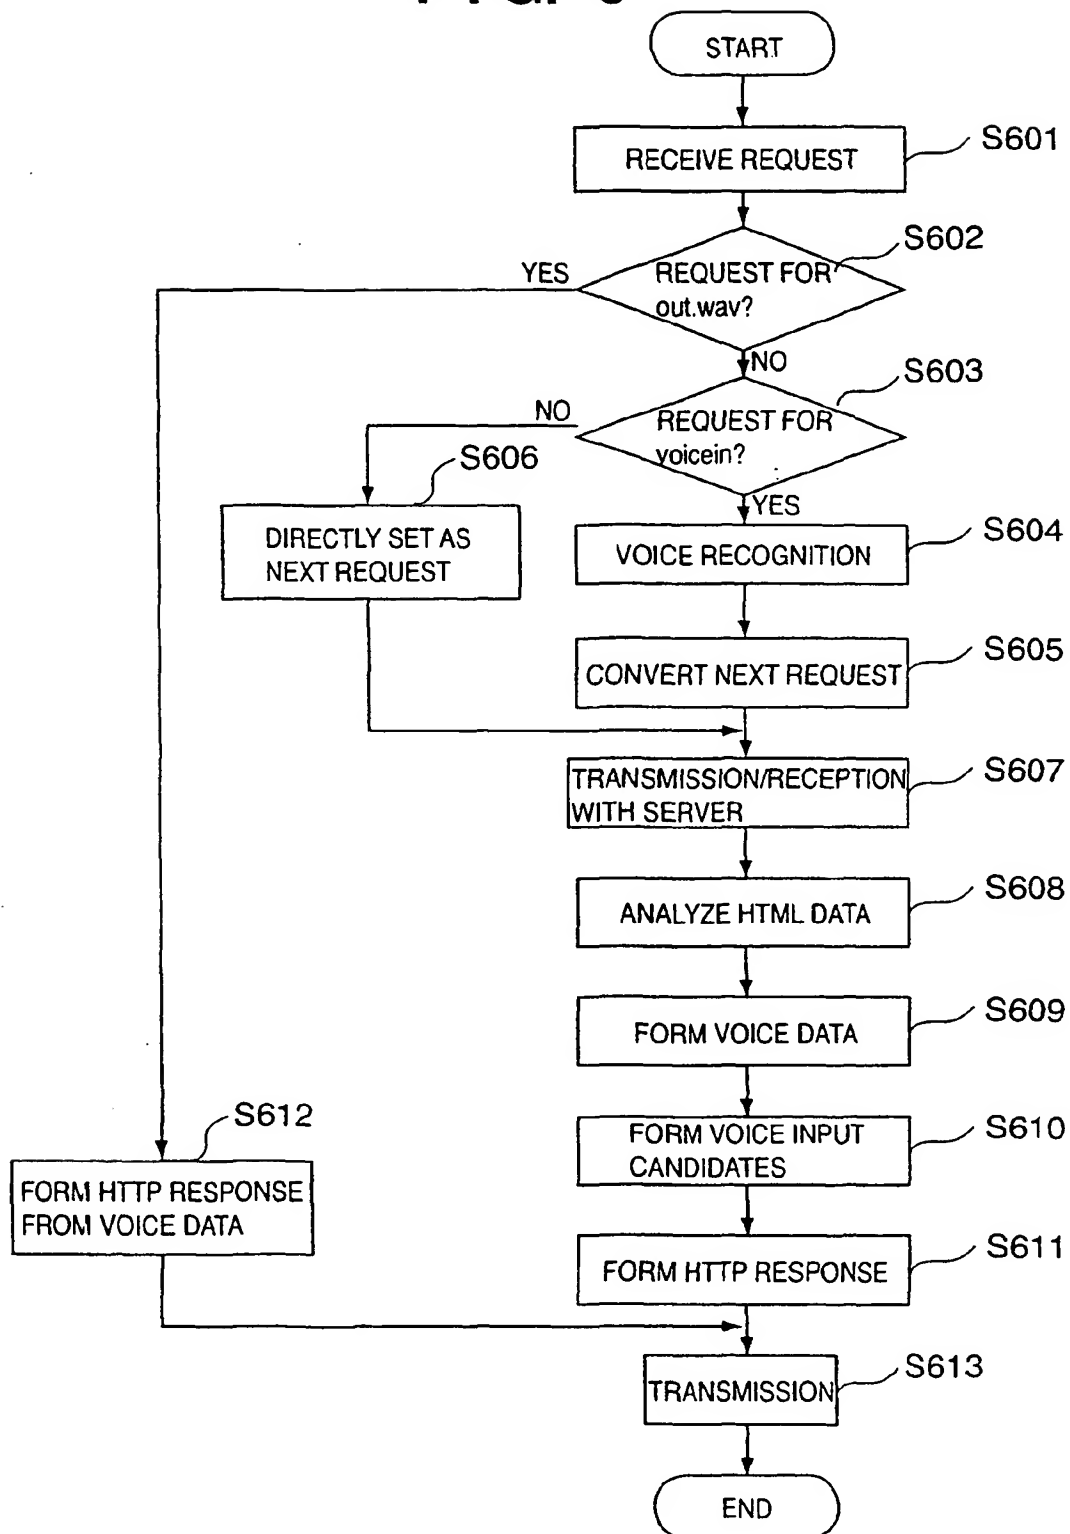 START
RECEIVE REQUEST
S601
S602
REQUEST FOR
out.wav?
YES
NO
S603
REQUEST FOR
voicein?
NO
YES
S606
DIRECTLY SET AS
NEXT REQUEST
S604
VOICE RECOGNITION
S605
CONVERT NEXT REQUEST
S607
TRANSMISSION/RECEPTION
WITH SERVER
S608
ANALYZE HTML DATA
S609
FORM VOICE DATA
S612
FORM HTTP RESPONSE
FROM VOICE DATA
S610
FORM VOICE INPUT
CANDIDATES
S611
FORM HTTP RESPONSE
S613
TRANSMISSION
END